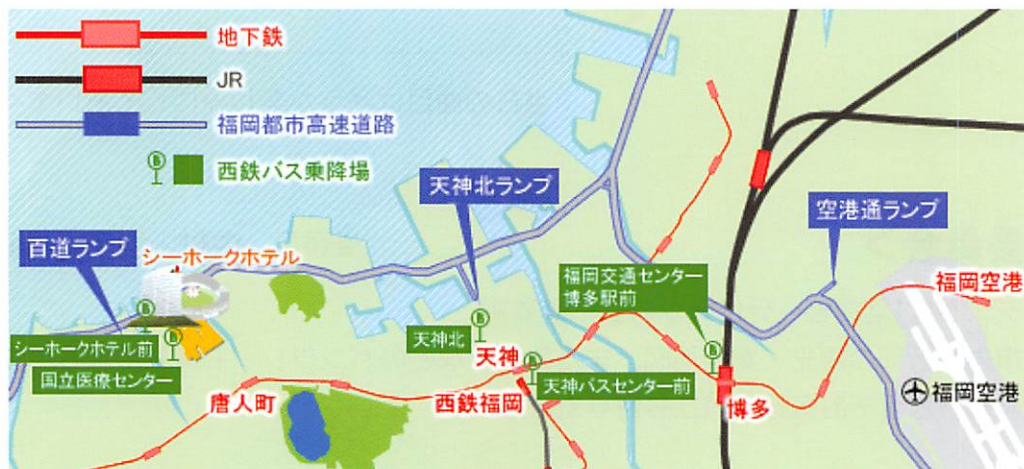 地下鉄
JR
福岡都市高速道路
西鉄バス乗降場
天神北ランプ
空港通ランプ
百道ランプ
シーホークホテル
福岡交通センター
博多駅前
福岡空港
天神北
シーホークホテル前
国立医療センター
天神
天神バスセンター前
唐人町
西鉄福岡
博多
福岡空港